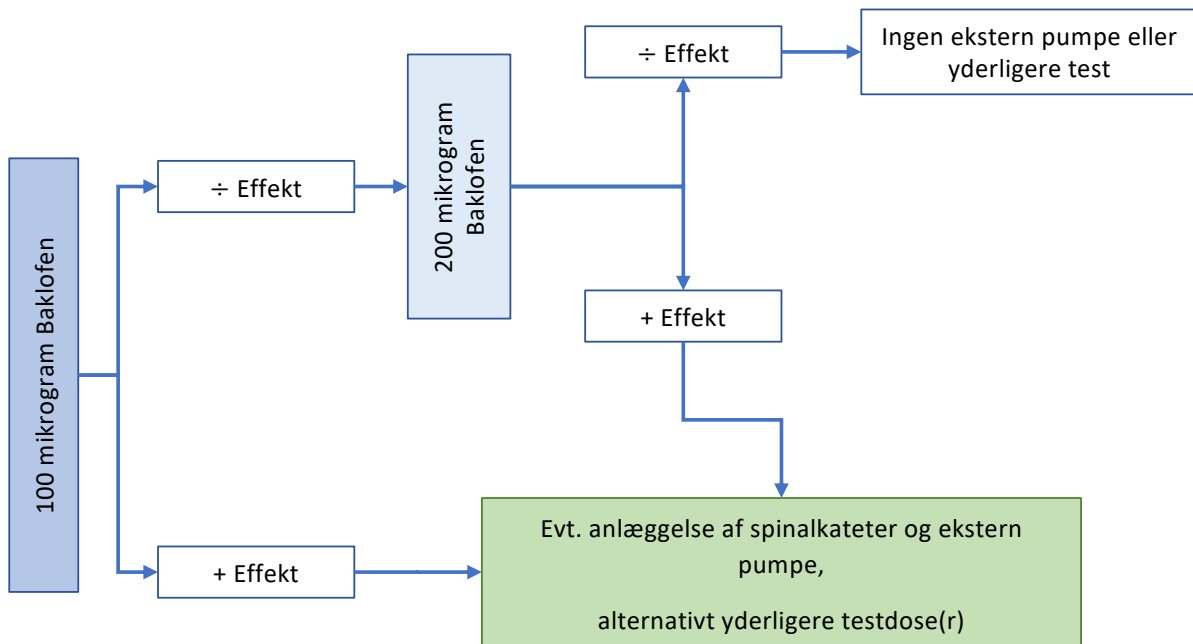 100 mikrogram Baklofen
÷ Effekt
200 mikrogram
Baklofen
÷ Effekt
Ingen ekstern pumpe eller
yderligere test
+ Effekt
+ Effekt
Evt. anlæggelse af spinalkateter og ekstern
pumpe,
alternativt yderligere testdose(r)